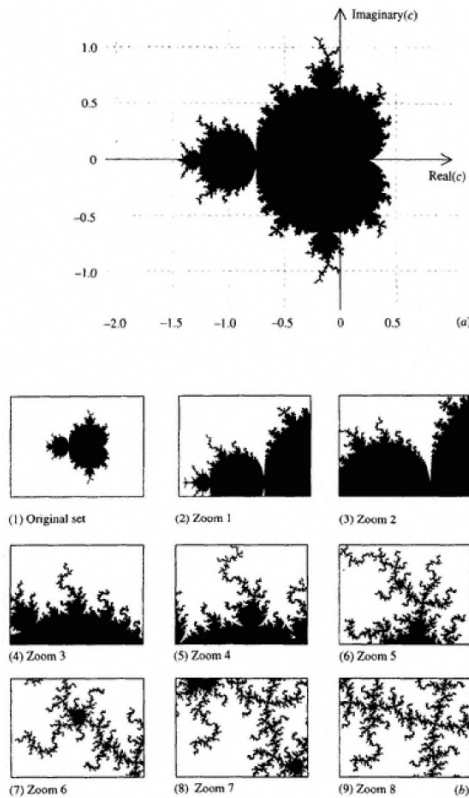 Imaginary(c)
1.0
0.5
0
Real(c)
−0.5
−1.0
−2.0 −1.5 −1.0 −0.5 0 0.5 (a)
(1) Original set (2) Zoom 1 (3) Zoom 2
(4) Zoom 3 (5) Zoom 4 (6) Zoom 5
(7) Zoom 6 (8) Zoom 7 (9) Zoom 8 (b)